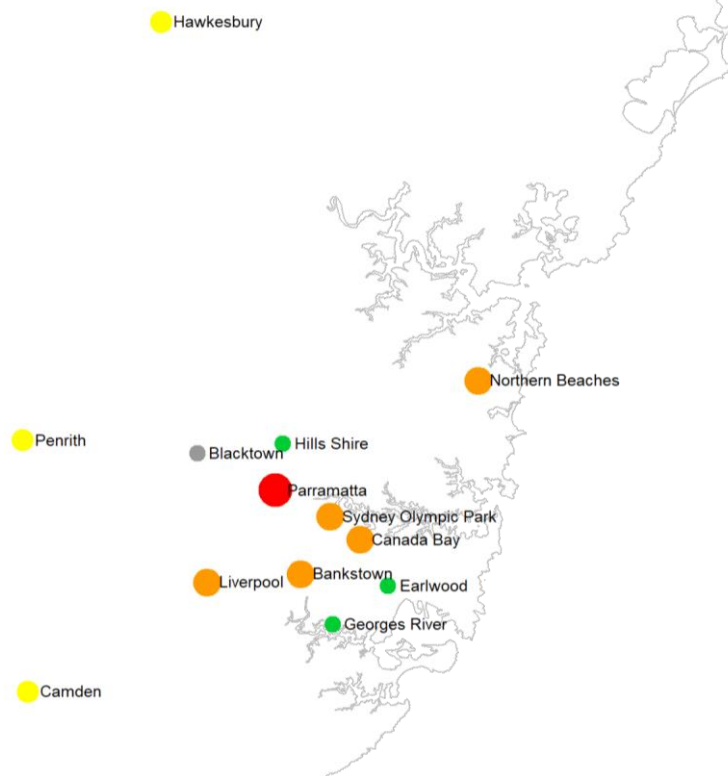 Hawkesbury
Northern Beaches
Penrith
Hills Shire
Blacktown
Parramatta
Sydney Olympic Park
Canada Bay
Bankstown
Liverpool
Earlwood
Georges River
Camden